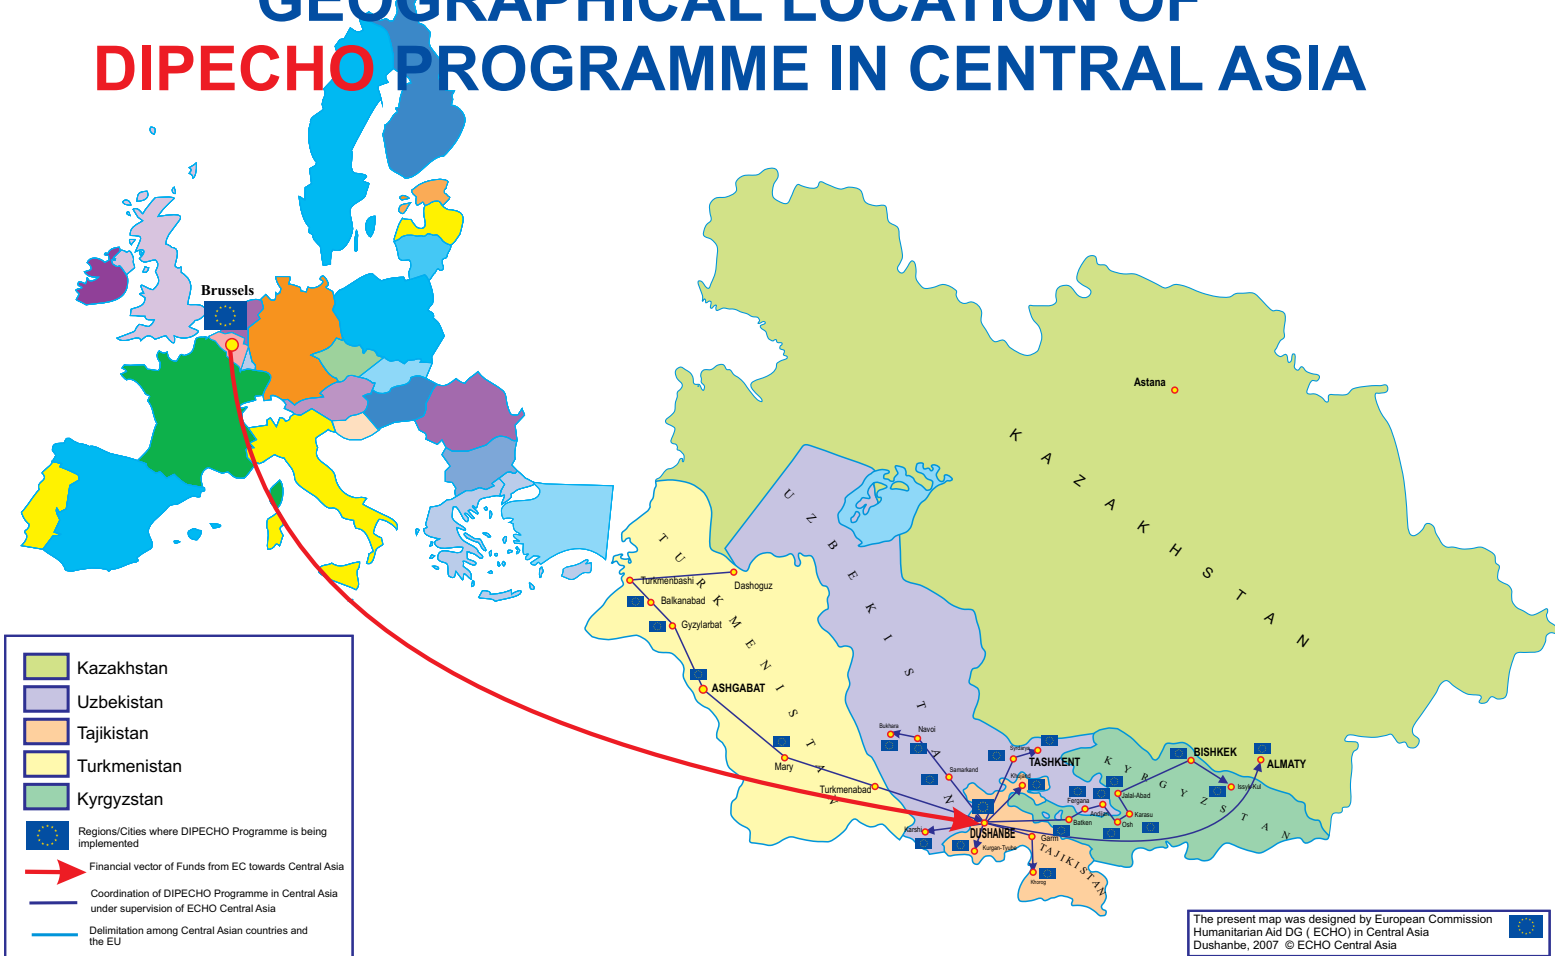 GEOGRAPHICAL LOCATION OF
DIPECHO PROGRAMME IN CENTRAL ASIA
Brussels
Astana
KAZAKHSTAN
UZBEKISTAN
TURKMENISTAN
Turkmenbashi
Dashoguz
Balkanabad
Gyzylarbat
ASHGABAT
Mary
Turkmenabad
Bukhara
Navoi
Samarkand
Karshi
Syrdarya
TASHKENT
Khujand
DUSHANBE
Kurgan-Tyube
Garm
Khorog
TAJIKISTAN
Fergana
Andijan
Batken
Jalal-Abad
Karasu
Osh
KYRGYZSTAN
BISHKEK
Issyk-Kul
ALMATY
Kazakhstan
Uzbekistan
Tajikistan
Turkmenistan
Kyrgyzstan
Regions/Cities where DIPECHO Programme is being
implemented
Financial vector of Funds from EC towards Central Asia
Coordination of DIPECHO Programme in Central Asia
under supervision of ECHO Central Asia
Delimitation among Central Asian countries and
the EU
The present map was designed by European Commission
Humanitarian Aid DG ( ECHO) in Central Asia
Dushanbe, 2007 © ECHO Central Asia